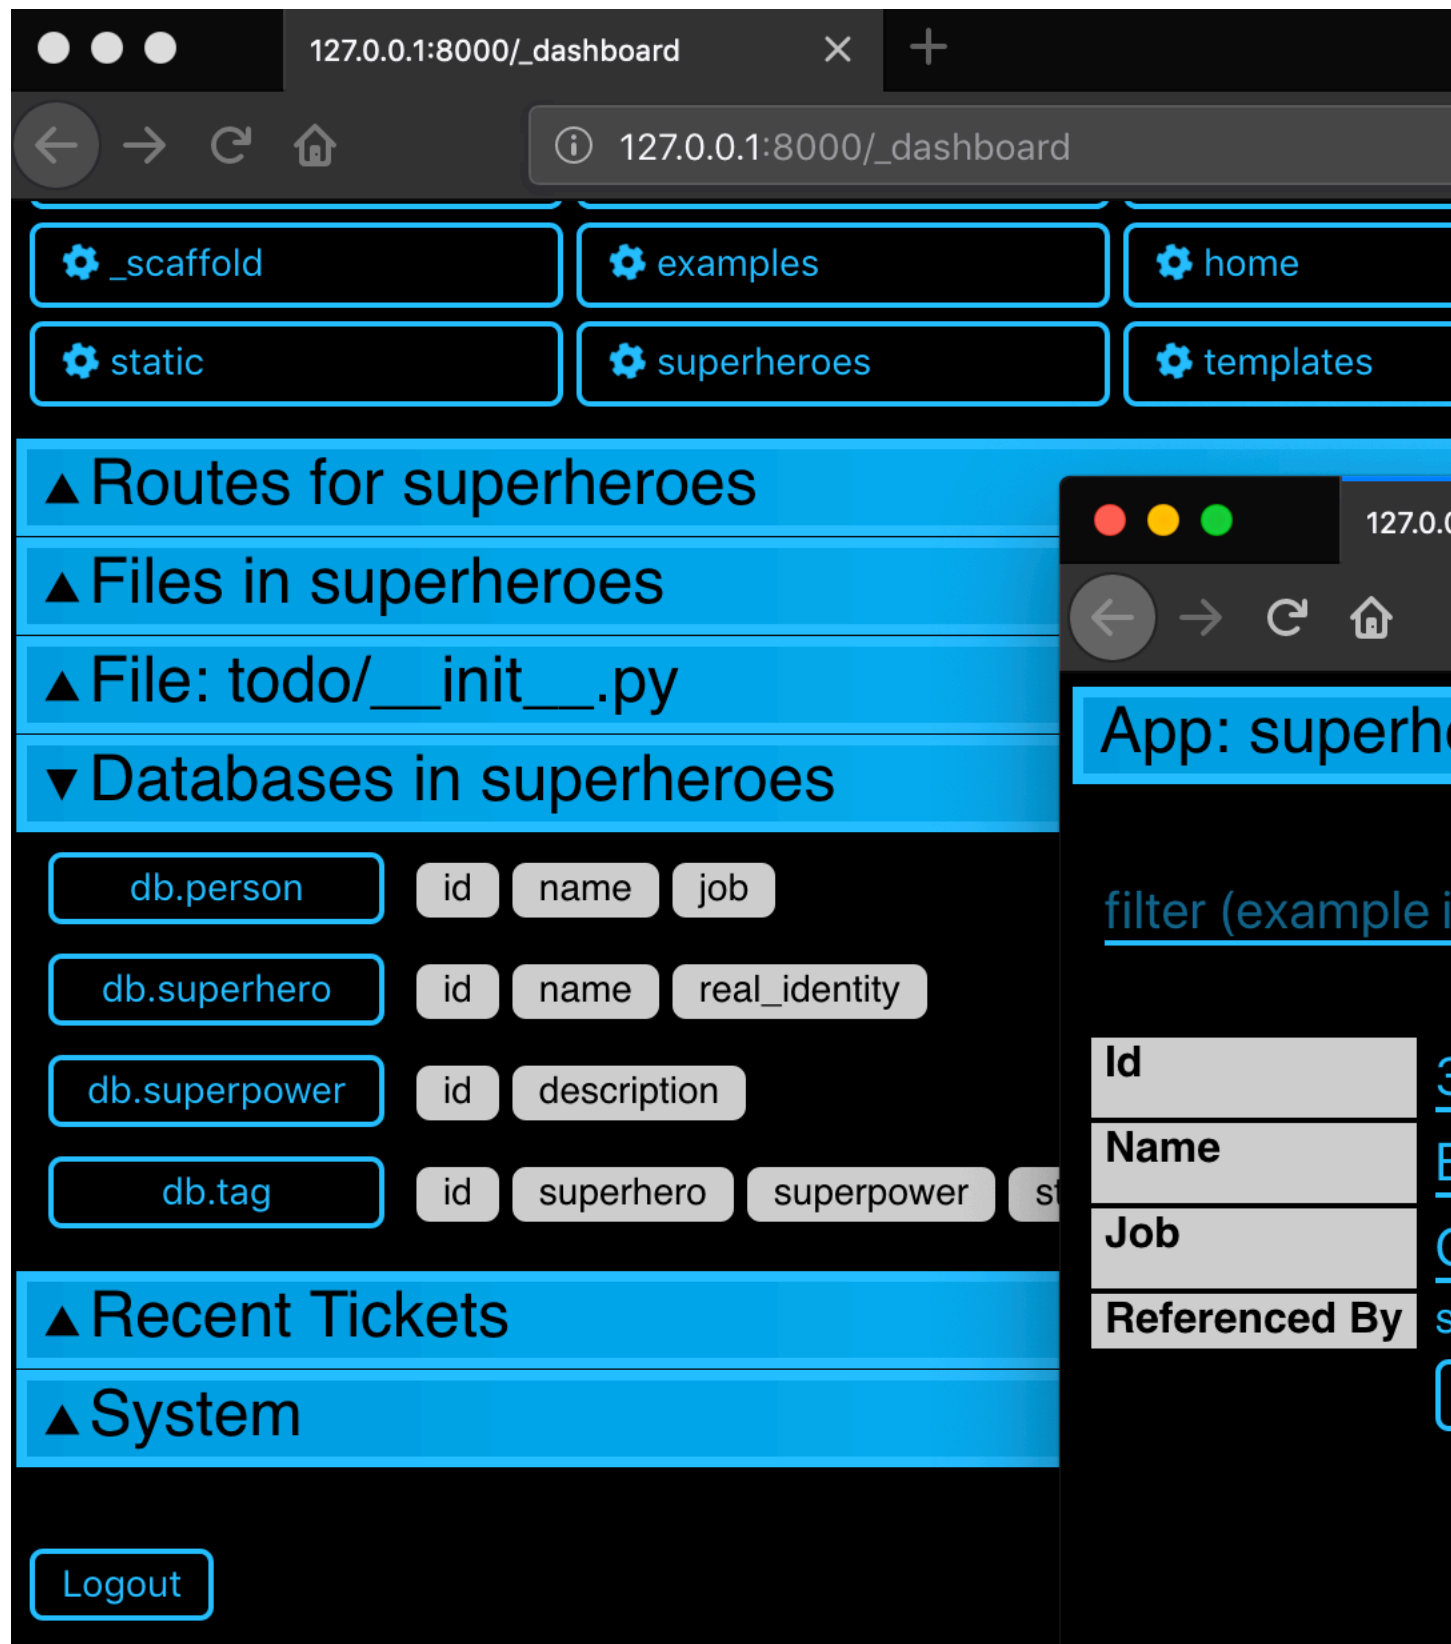 127.0.0.1:8000/_dashboard
127.0.0.1:8000/_dashboard
_scaffold examples home
static superheroes templates
Routes for superheroes
Files in superheroes
File: todo/__init__.py
Databases in superheroes
db.person id name job
db.superhero id name real_identity
db.superpower id description
db.tag id superhero superpower
Recent Tickets
System
Logout
127.0.
App:
filter (example
Id
Name
Job
Referenced By